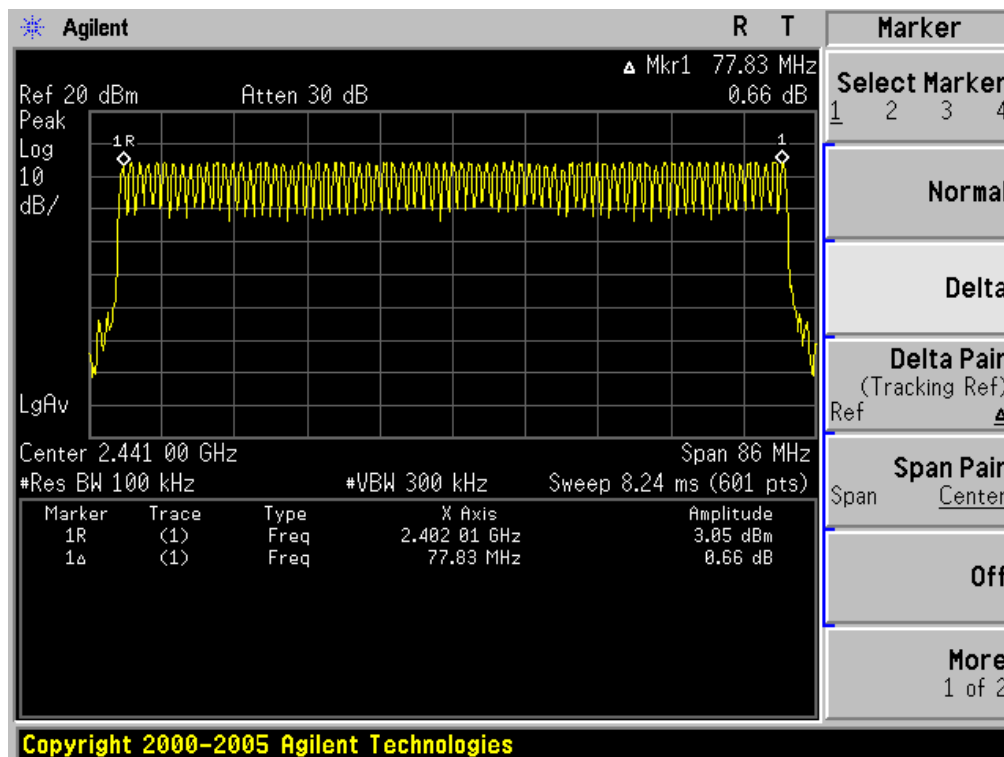 Agilent R T
Δ Mkr1 77.83 MHz
Ref 20 dBm Atten 30 dB 0.66 dB
Peak
Log
10
dB/
1R
1
LgAv
Center 2.441 00 GHz Span 86 MHz
#Res BW 100 kHz #VBW 300 kHz Sweep 8.24 ms (601 pts)
Marker Trace Type X Axis Amplitude
1R (1) Freq 2.402 01 GHz 3.05 dBm
1Δ (1) Freq 77.83 MHz 0.66 dB
Copyright 2000-2005 Agilent Technologies
Marker
Select Marker
1 2 3 4
Normal
Delta
Delta Pair
(Tracking Ref)
Ref Δ
Span Pair
Span Center
Off
More
1 of 2